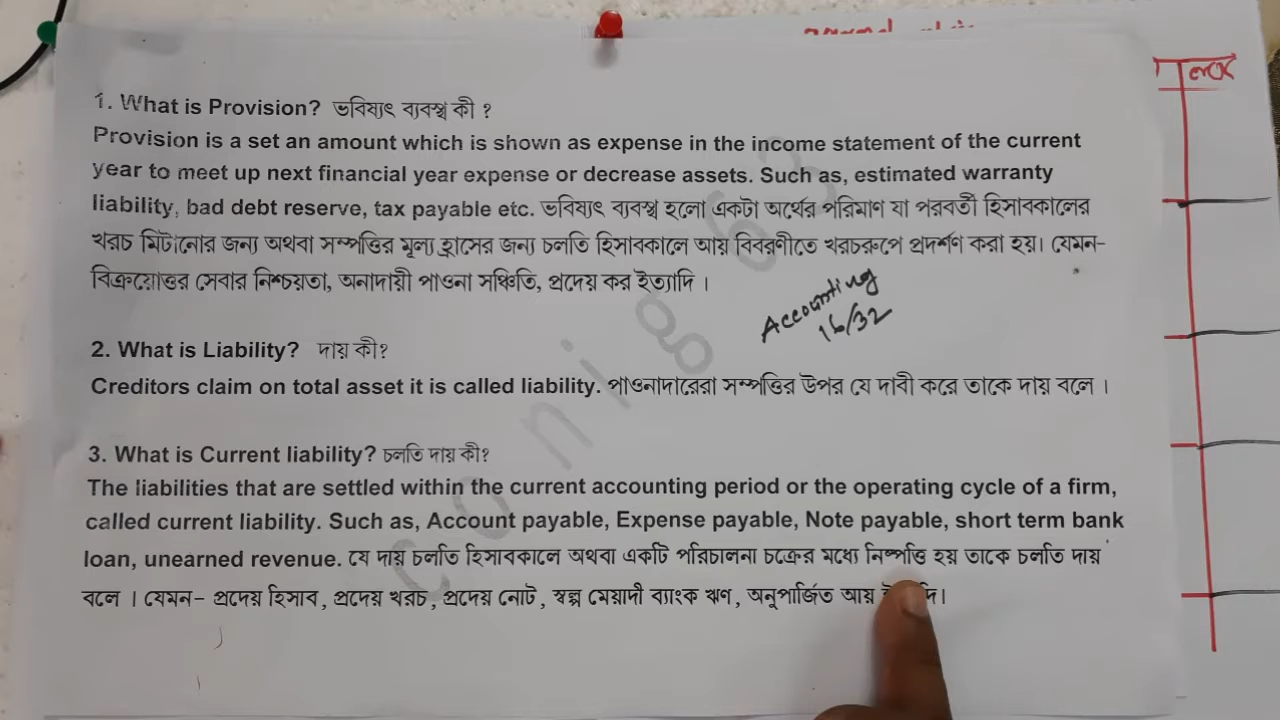 1. What is Provision? ভবিষ্যৎ ব্যবস্থ কী ?
Provision is a set an amount which is shown as expense in the income statement of the current
year to meet up next financial year expense or decrease assets. Such as, estimated warranty
liability, bad debt reserve, tax payable etc. ভবিষ্যৎ ব্যবস্থ হলো একটা অর্থের পরিমাণ যা পরবর্তী হিসাবকালের
খরচ মিটানোর জন্য অথবা সম্পত্তির মূল্য হ্রাসের জন্য চলতি হিসাবকালে আয় বিবরণীতে খরচরুপে প্রদর্শণ করা হয়। যেমন-
বিক্রয়োত্তর সেবার নিশ্চয়তা, অনাদায়ী পাওনা সঞ্চিতি, প্রদেয় কর ইত্যাদি ।
Accounting
16/32
2. What is Liability? দায় কী?
Creditors claim on total asset it is called liability. পাওনাদারেরা সম্পত্তির উপর যে দাবী করে তাকে দায় বলে ।
3. What is Current liability? চলতি দায় কী?
The liabilities that are settled within the current accounting period or the operating cycle of a firm,
called current liability. Such as, Account payable, Expense payable, Note payable, short term bank
loan, unearned revenue. যে দায় চলতি হিসাবকালে অথবা একটি পরিচালনা চক্রের মধ্যে নিষ্পত্তি হয় তাকে চলতি দায়
বলে । যেমন- প্রদেয় হিসাব, প্রদেয় খরচ, প্রদেয় নোট, স্বল্প মেয়াদী ব্যাংক ঋণ, অনুপার্জিত আয়